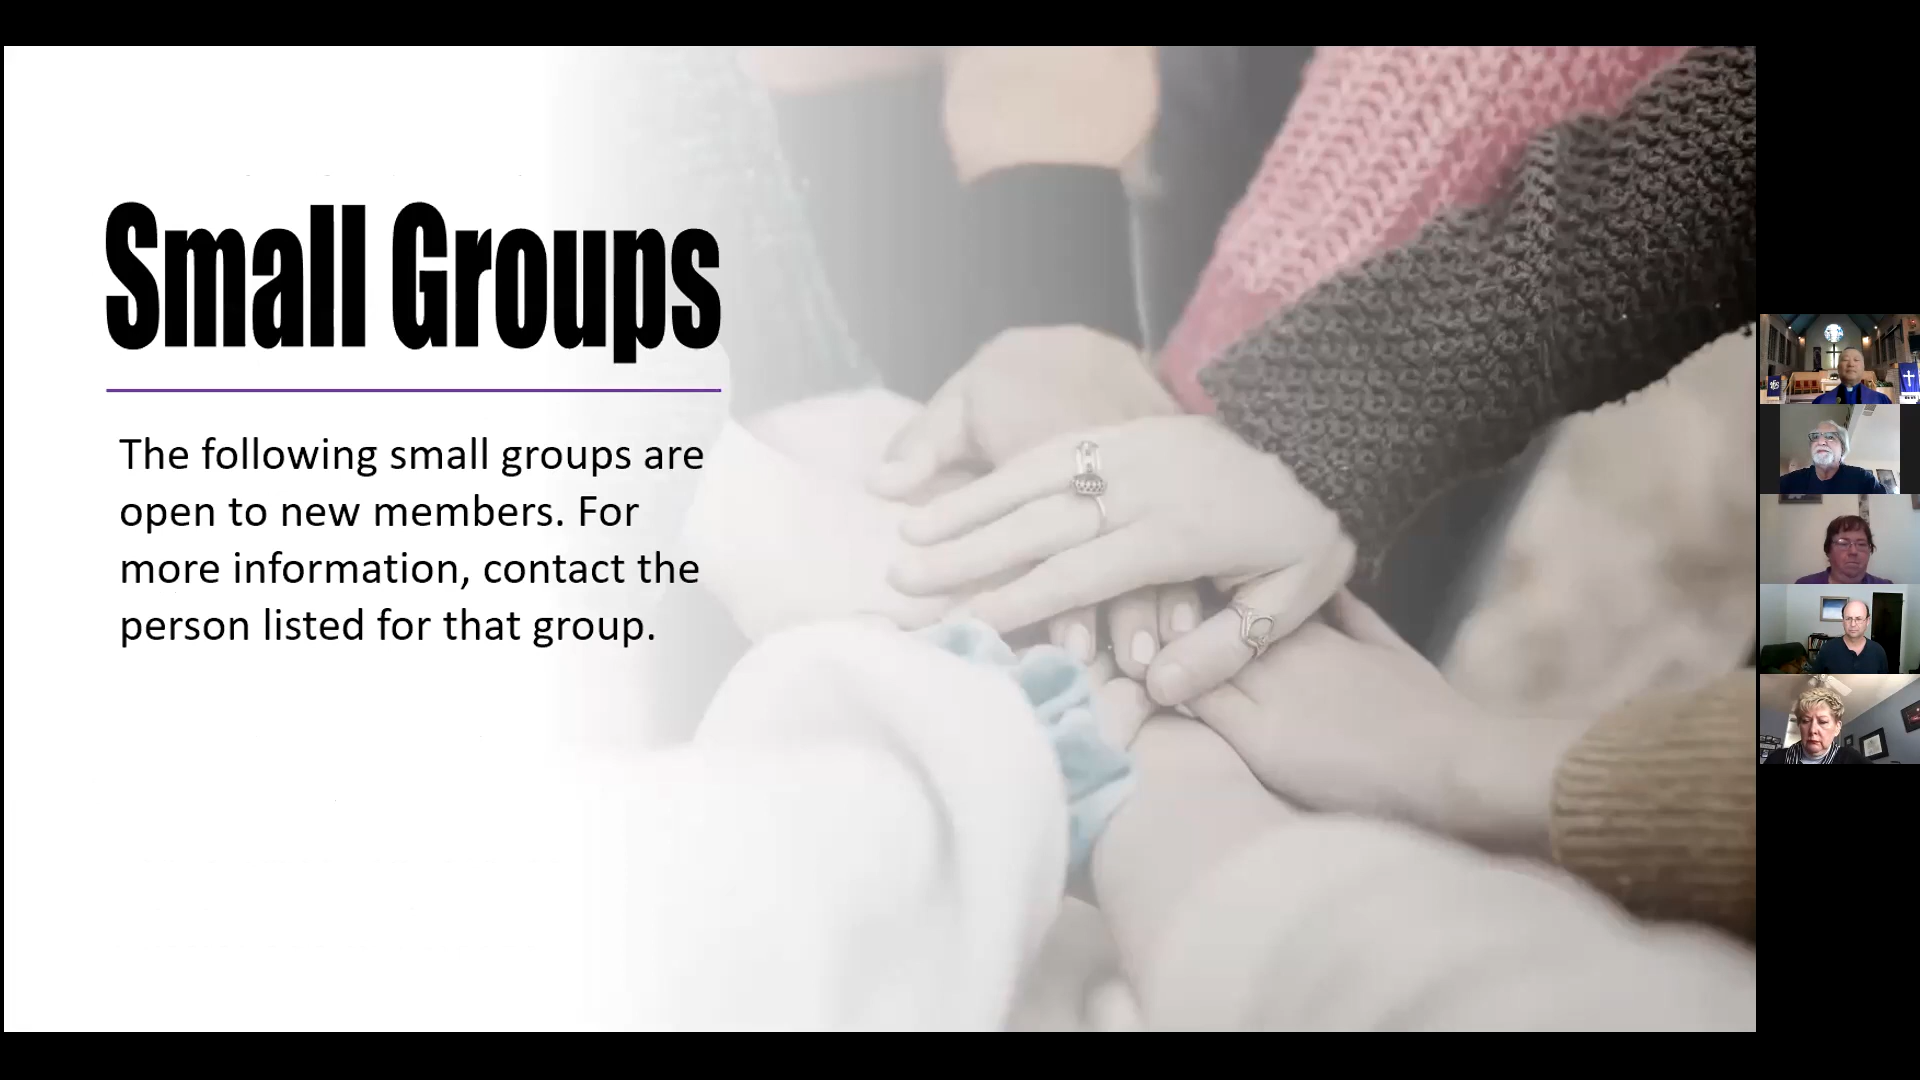 Small Groups
The following small groups are
open to new members. For
more information, contact the
person listed for that group.